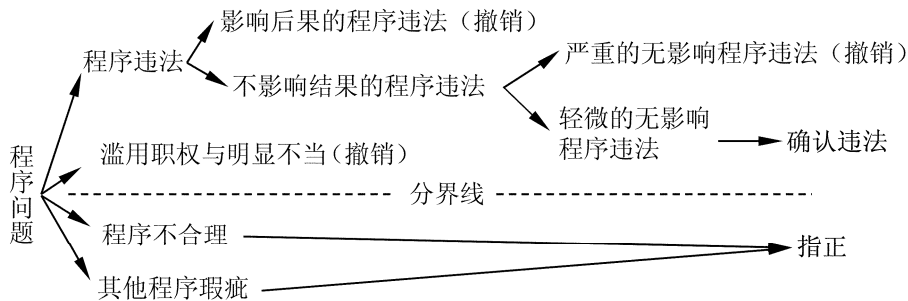 影响后果的程序违法（撤销）
程序违法
严重的无影响程序违法（撤销）
不影响结果的程序违法
轻微的无影响
程序违法
确认违法
程序问题
滥用职权与明显不当（撤销）
分界线
程序不合理
指正
其他程序瑕疵